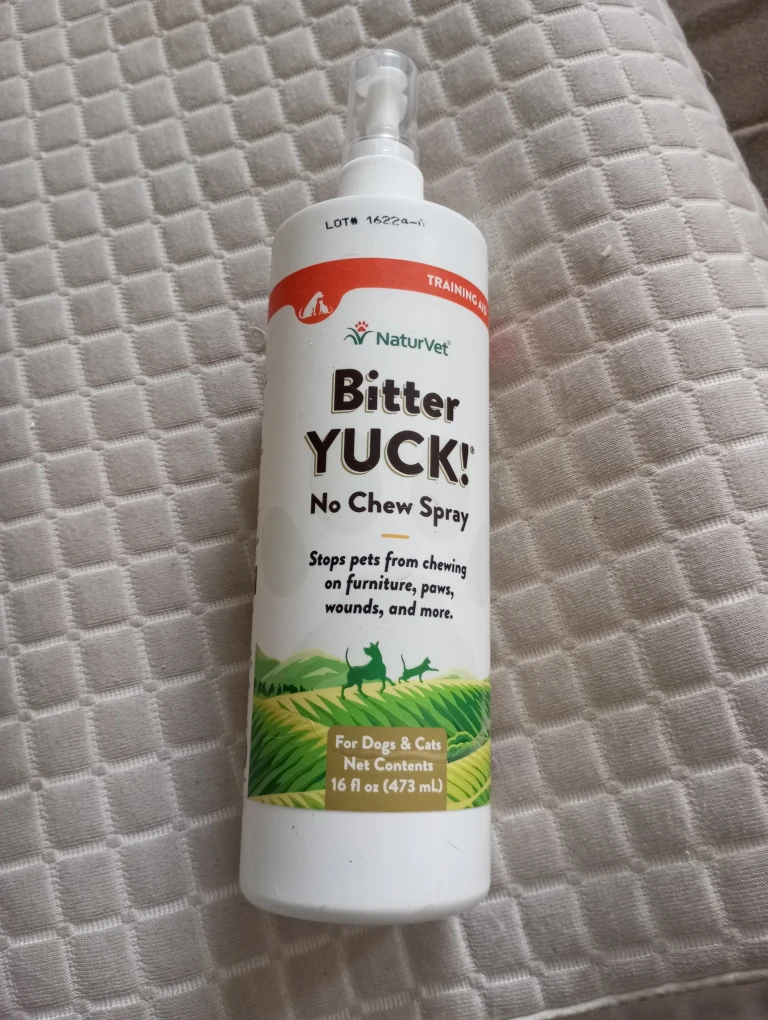 LOT# 16224-
TRAINING AID
NaturVet®
Bitter
YUCK!®
No Chew Spray
Stops pets from chewing
on furniture, paws,
wounds, and more.
For Dogs & Cats
Net Contents
16 fl oz (473 mL)